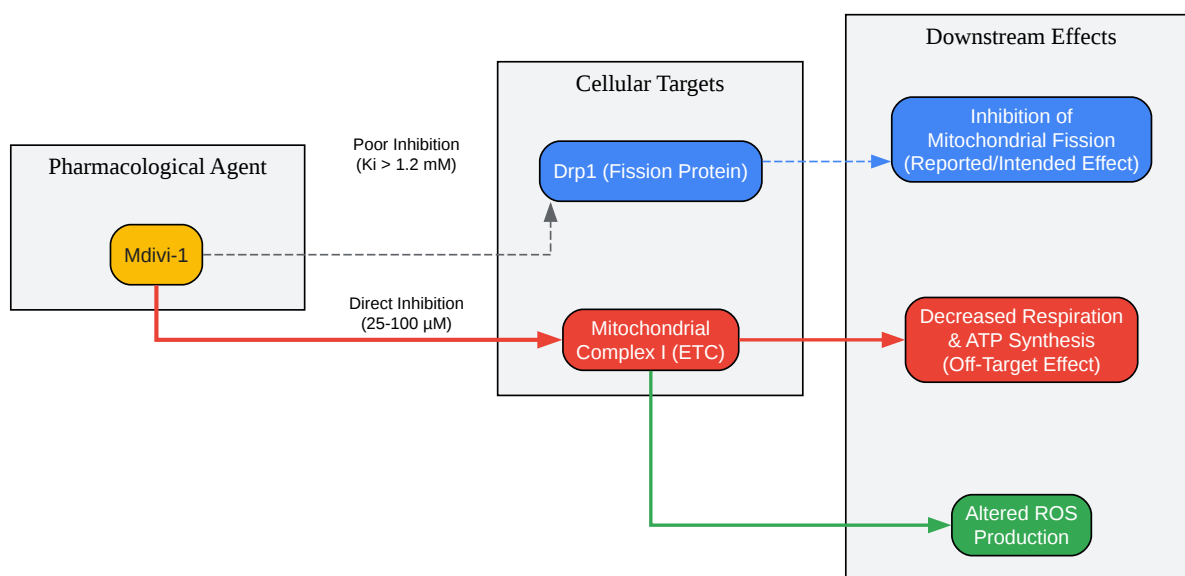 Pharmacological Agent
Mdivi-1
Poor Inhibition
(Ki > 1.2 mM)
Direct Inhibition
(25-100 µM)
Cellular Targets
Drp1 (Fission Protein)
Mitochondrial
Complex I (ETC)
Downstream Effects
Inhibition of
Mitochondrial Fission
(Reported/Intended Effect)
Decreased Respiration
& ATP Synthesis
(Off-Target Effect)
Altered ROS
Production